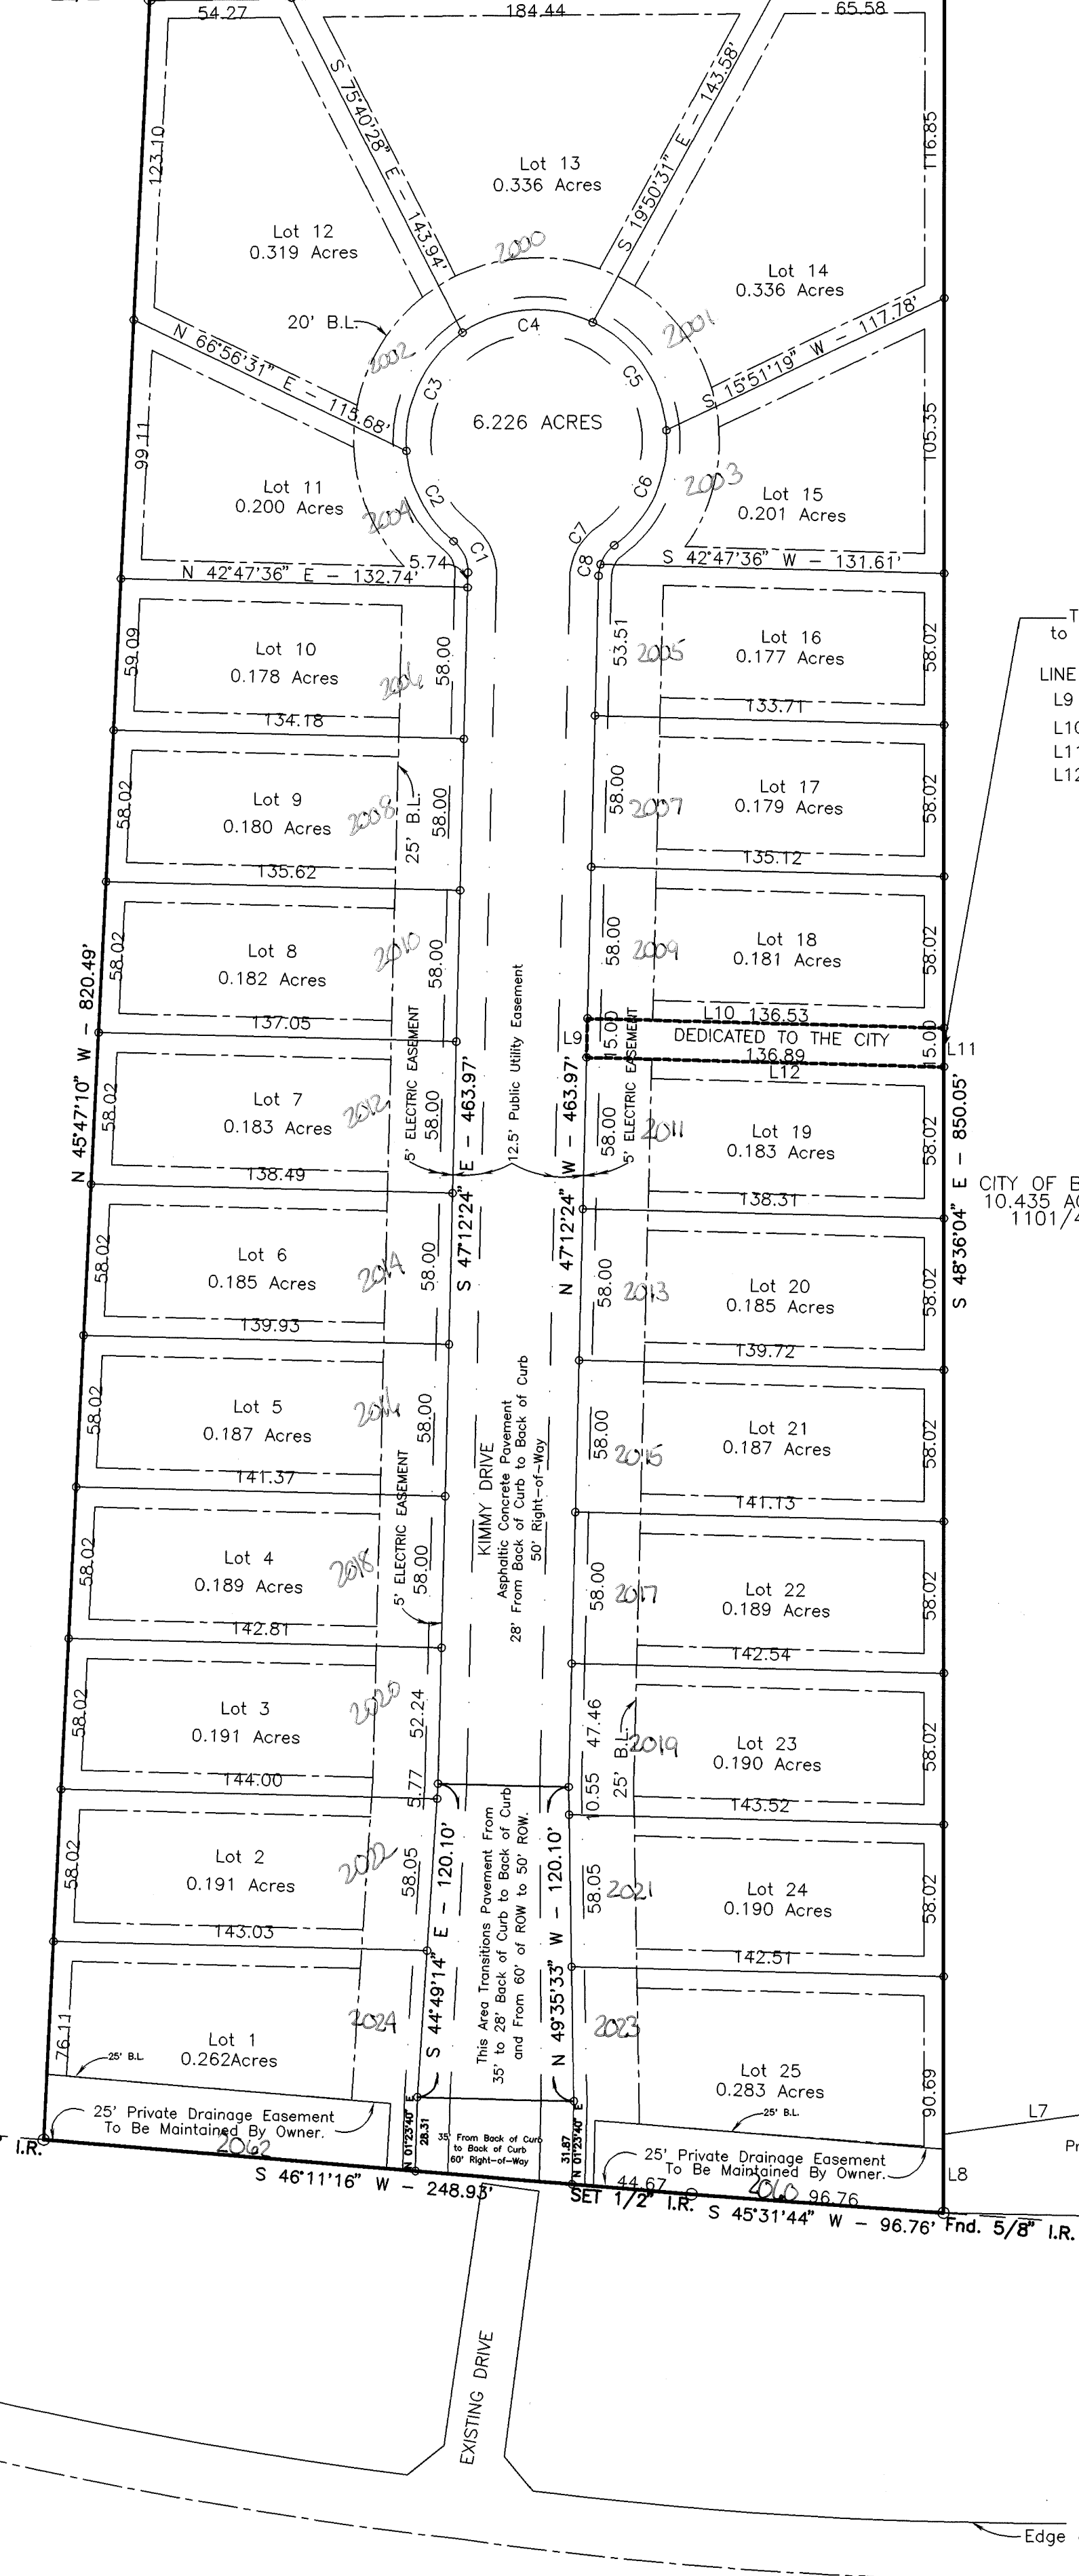 54.27
184.44
65.58
123.10
S 75°40'28" E - 143.94'
S 19°50'31" E - 143.58'
116.85
Lot 13
0.336 Acres
Lot 12
0.319 Acres
2000
Lot 14
0.336 Acres
20' B.L.
C4
2001
2002
N 66°56'31" E - 115.68'
S 15°51'19" W - 117.78'
C3
C5
6.226 ACRES
99.11
105.35
Lot 11
0.200 Acres
2004
C2
C6
2003
Lot 15
0.201 Acres
C1
C7
C8
5.74
N 42°47'36" E - 132.74'
S 42°47'36" W - 131.61'
59.09
Lot 10
0.178 Acres
2006
58.00
53.51
2005
Lot 16
0.177 Acres
58.02
to
LINE
L9
134.18
133.71
58.02
Lot 9
0.180 Acres
2008
25' B.L.
58.00
58.00
2007
Lot 17
0.179 Acres
58.02
135.62
135.12
N 45°47'10" W - 820.49'
58.02
Lot 8
0.182 Acres
2010
58.00
12.5' Public Utility Easement
58.00
2009
Lot 18
0.181 Acres
58.02
137.05
L10 136.53
L9
15.00
DEDICATED TO THE CITY
15.00
L11
136.89
L12
58.02
Lot 7
0.183 Acres
2012
5' ELECTRIC EASEMENT
58.00
S 47°12'24" E - 463.97'
N 47°12'24" W - 463.97'
58.00
5' ELECTRIC EASEMENT
2011
Lot 19
0.183 Acres
58.02
S 48°36'04" E - 850.05'
138.49
138.31
CITY OF
58.02
Lot 6
0.185 Acres
2014
58.00
58.00
2013
Lot 20
0.185 Acres
58.02
139.93
139.72
58.02
Lot 5
0.187 Acres
2016
58.00
KIMMY DRIVE
Asphaltic Concrete Pavement
28' From Back of Curb to Back of Curb
50' Right-of-Way
58.00
2015
Lot 21
0.187 Acres
58.02
141.37
141.13
58.02
Lot 4
0.189 Acres
2018
5' ELECTRIC EASEMENT
58.00
58.00
2017
Lot 22
0.189 Acres
58.02
142.81
142.54
58.02
Lot 3
0.191 Acres
2020
52.24
47.46
25' B.L.
2019
Lot 23
0.190 Acres
58.02
144.00
5.77
10.55
143.52
58.02
Lot 2
0.191 Acres
2022
58.05
S 44°49'14" E - 120.10'
This Area Transitions Pavement From
35' to 28' Back of Curb to Back of Curb
and From 60' of ROW to 50' ROW.
N 49°35'33" W - 120.10'
58.05
2021
Lot 24
0.190 Acres
58.02
143.03
142.51
76.11
Lot 1
0.262Acres
2024
25' B.L.
2023
Lot 25
0.283 Acres
90.69
25' B.L.
25' Private Drainage Easement
To Be Maintained By Owner.
2062
N 01°23'40" E
28.31
35' From Back of Curb
to Back of Curb
60' Right-of-Way
31.87
N 01°23'40" E
25' Private Drainage Easement
To Be Maintained By Owner.
2060
L7
L8
I.R.
S 46°11'16" W - 248.93'
44.67
96.76
SET 1/2" I.R.
S 45°31'44" W - 96.76'
Fnd. 5/8" I.R.
EXISTING DRIVE
Edge